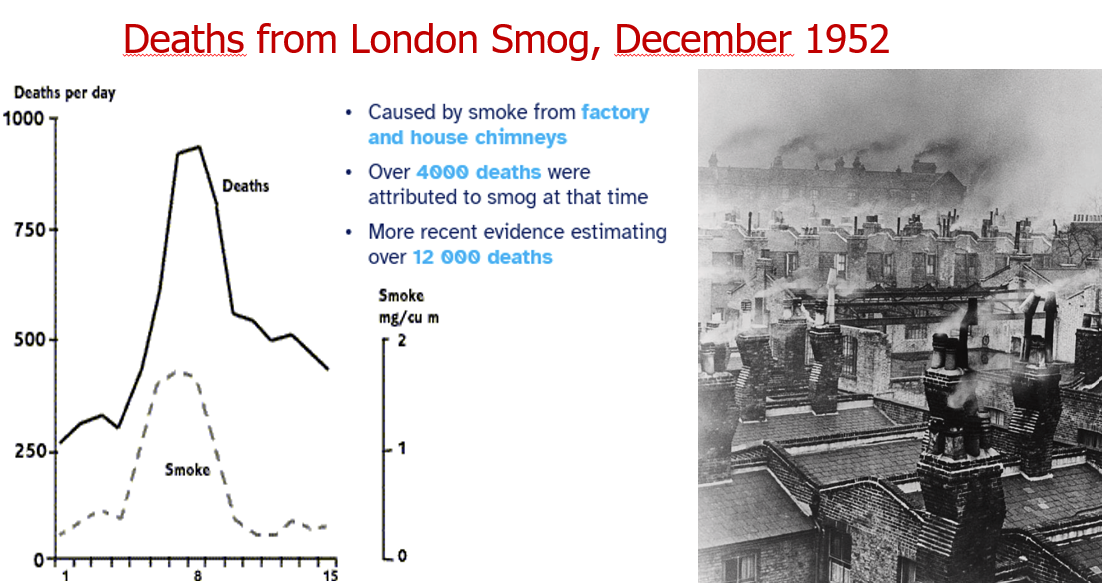 Deaths from London Smog, December 1952
Deaths per day
1000
750
500
250
0
Deaths
Smoke
1
8
15
• Caused by smoke from factory
and house chimneys
• Over 4000 deaths were
attributed to smog at that time
• More recent evidence estimating
over 12 000 deaths
Smoke
mg/cu m
2
1
0